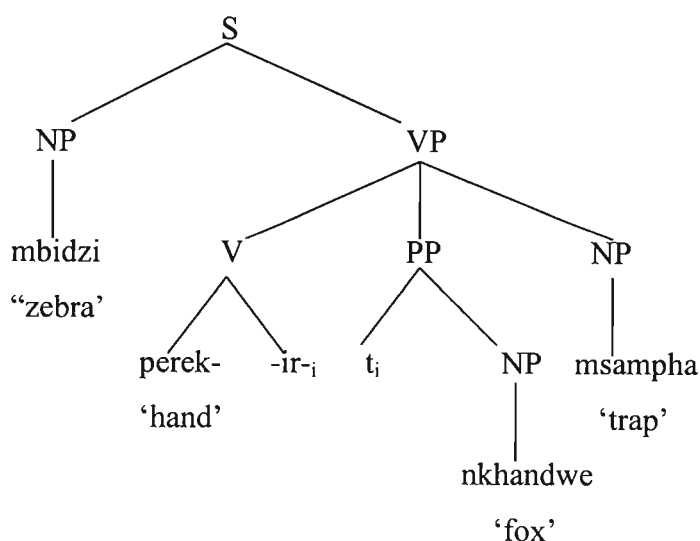 S
NP VP
mbidzi V PP NP
“zebra’
perek- -ir-i ti NP msampha
‘hand’ ‘trap’
nkhandwe
‘fox’